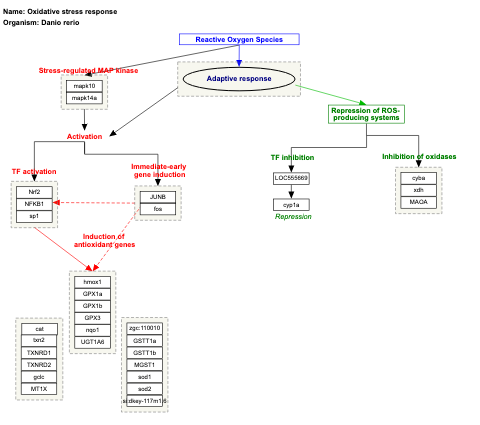 Name: Oxidative stress response
Organism: Danio rerio
Reactive Oxygen Species
Stress-regulated MAP kinase
Adaptive response
mapk10
mapk14a
Repression of ROS-
producing systems
Activation
TF inhibition
Inhibition of oxidases
TF activation
Immediate-early
gene induction
LOC555669
cyba
xdh
MAOA
Nrf2
NFKB1
sp1
JUNB
fos
cyp1a
Repression
Induction of
antioxidant genes
hmox1
GPX1a
GPX1b
GPX3
nqo1
UGT1A6
cat
txn2
TXNRD1
TXNRD2
gclc
MT1X
zgc:110010
GSTT1a
GSTT1b
MGST1
sod1
sod2
si:dkey-117m1.6